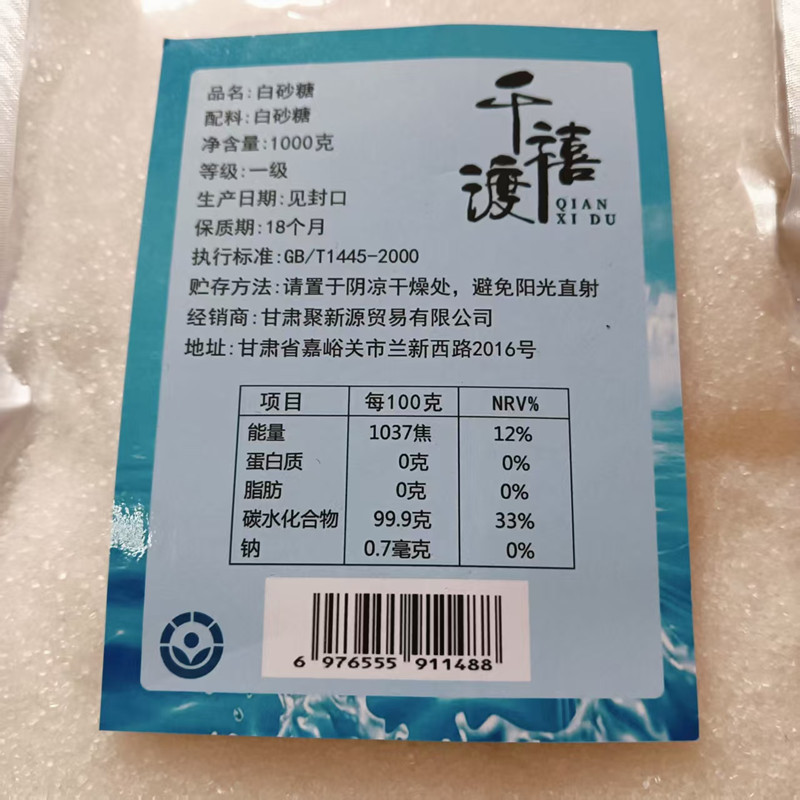 千禧渡
QIAN
XI DU
品名:白砂糖
配料:白砂糖
净含量:1000克
等级:一级
生产日期:见封口
保质期:18个月
执行标准:GB/T1445-2000
贮存方法:请置于阴凉干燥处，避免阳光直射
经销商:甘肃聚新源贸易有限公司
地址:甘肃省嘉峪关市兰新西路2016号
项目 每100克 NRV%
能量 1037焦 12%
蛋白质 0克 0%
脂肪 0克 0%
碳水化合物 99.9克 33%
钠 0.7毫克 0%
6 976555 911488